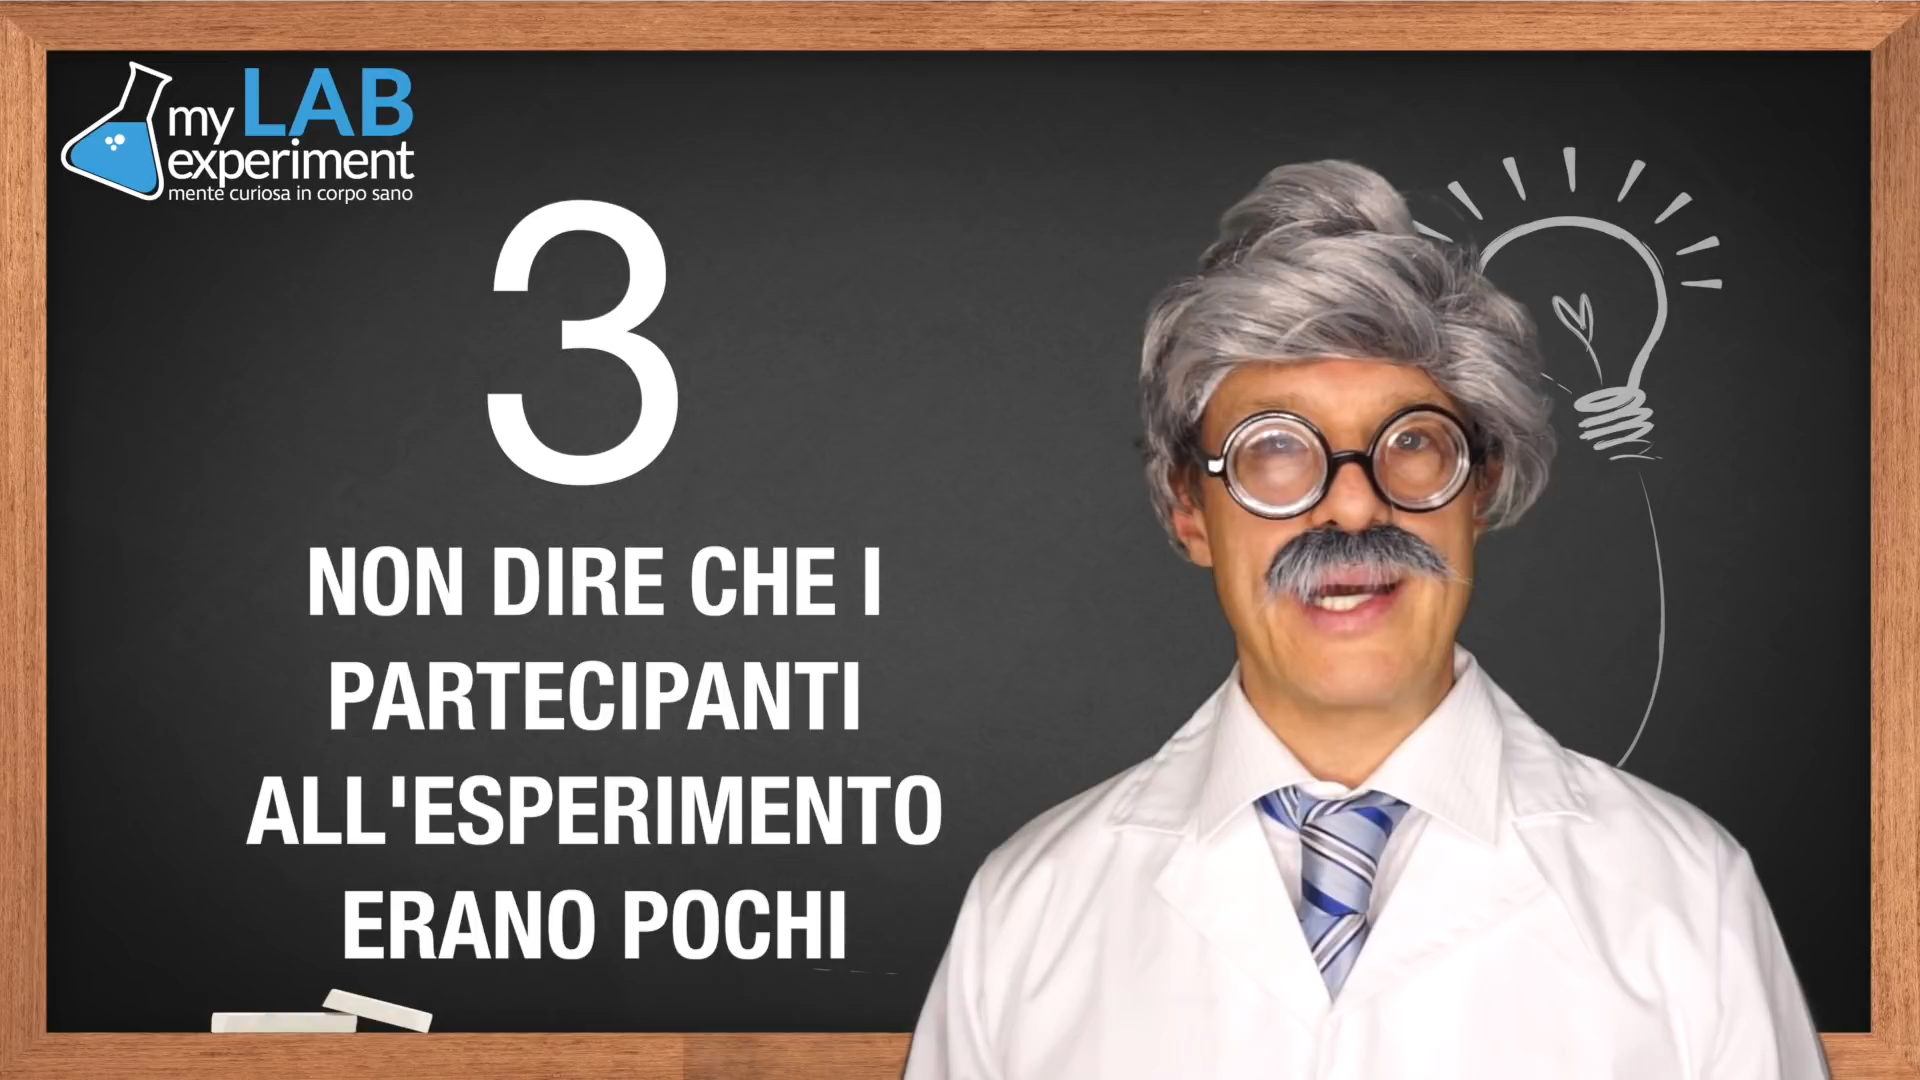 my LAB
experiment
mente curiosa in corpo sano
3
NON DIRE CHE I
PARTECIPANTI
ALL'ESPERIMENTO
ERANO POCHI